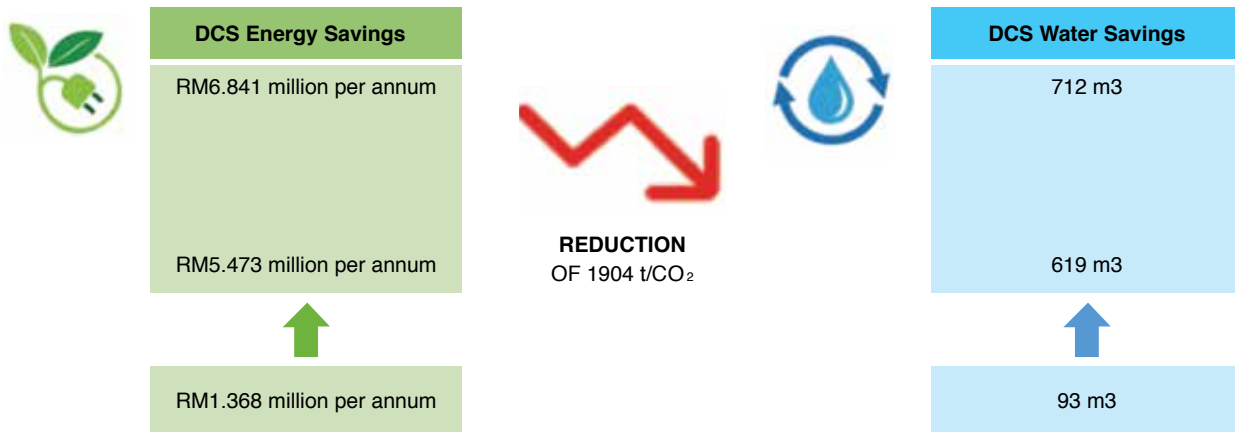 DCS Energy Savings
RM6.841 million per annum
RM5.473 million per annum
RM1.368 million per annum
REDUCTION
OF 1904 t/CO₂
DCS Water Savings
712 m3
619 m3
93 m3